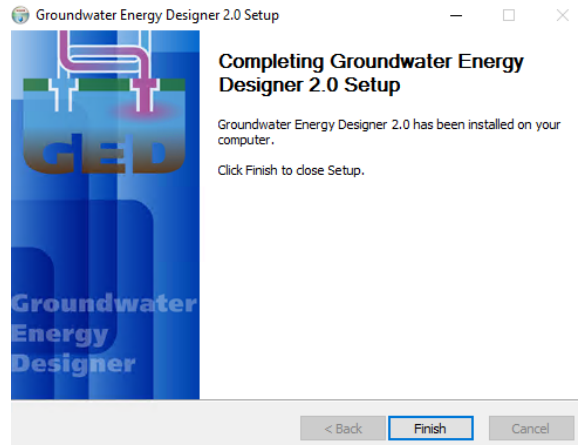 Groundwater Energy Designer 2.0 Setup
Completing Groundwater Energy
Designer 2.0 Setup
Groundwater Energy Designer 2.0 has been installed on your
computer.
Click Finish to close Setup.
GED
Groundwater
Energy
Designer
< Back
Finish
Cancel